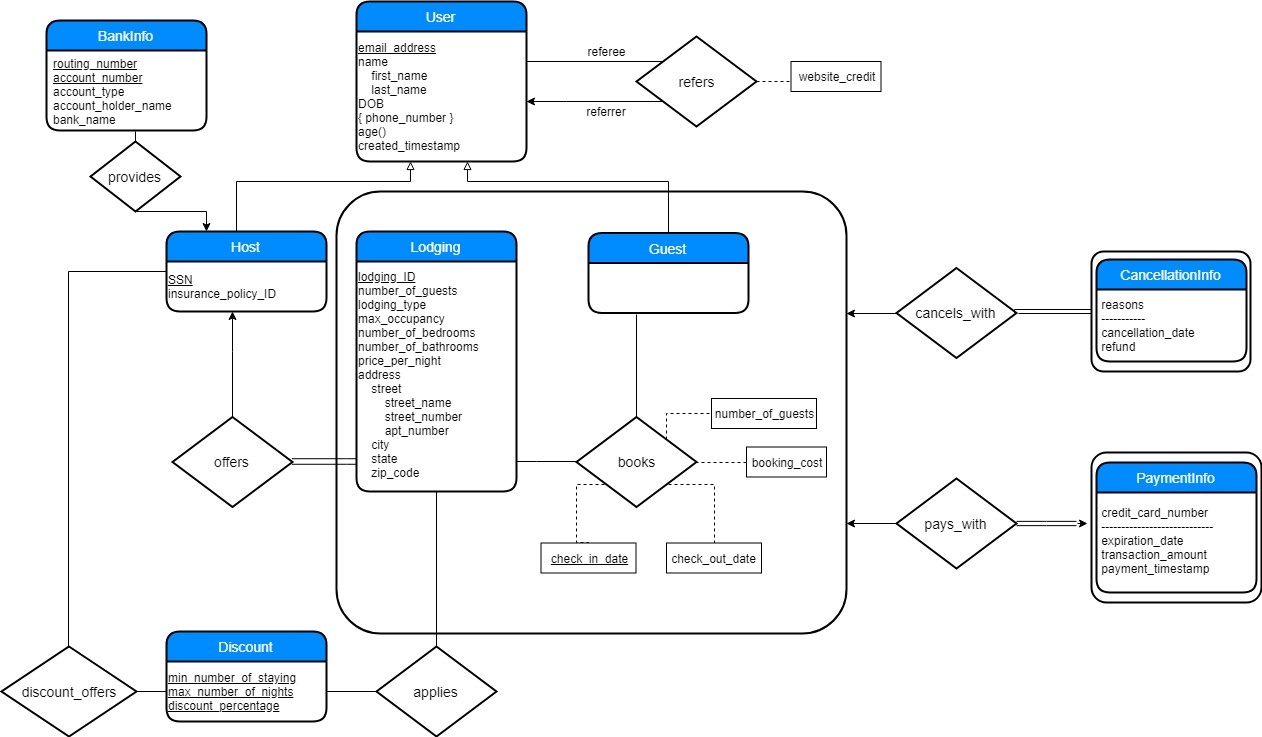 User
email_address
name
first_name
last_name
DOB
{ phone_number }
age()
created_timestamp
BankInfo
routing_number
account_number
account_type
account_holder_name
bank_name
referee
refers
website_credit
referrer
provides
Host
SSN
insurance_policy_ID
Lodging
lodging_ID
number_of_guests
lodging_type
max_occupancy
number_of_bedrooms
number_of_bathrooms
price_per_night
address
street
street_name
street_number
apt_number
city
state
zip_code
Guest
cancels_with
CancellationInfo
reasons
-----------
cancellation_date
refund
offers
books
number_of_guests
booking_cost
check_in_date
check_out_date
pays_with
PaymentInfo
credit_card_number
----------------------------
expiration_date
transaction_amount
payment_timestamp
discount_offers
Discount
min_number_of_staying
max_number_of_nights
discount_percentage
applies